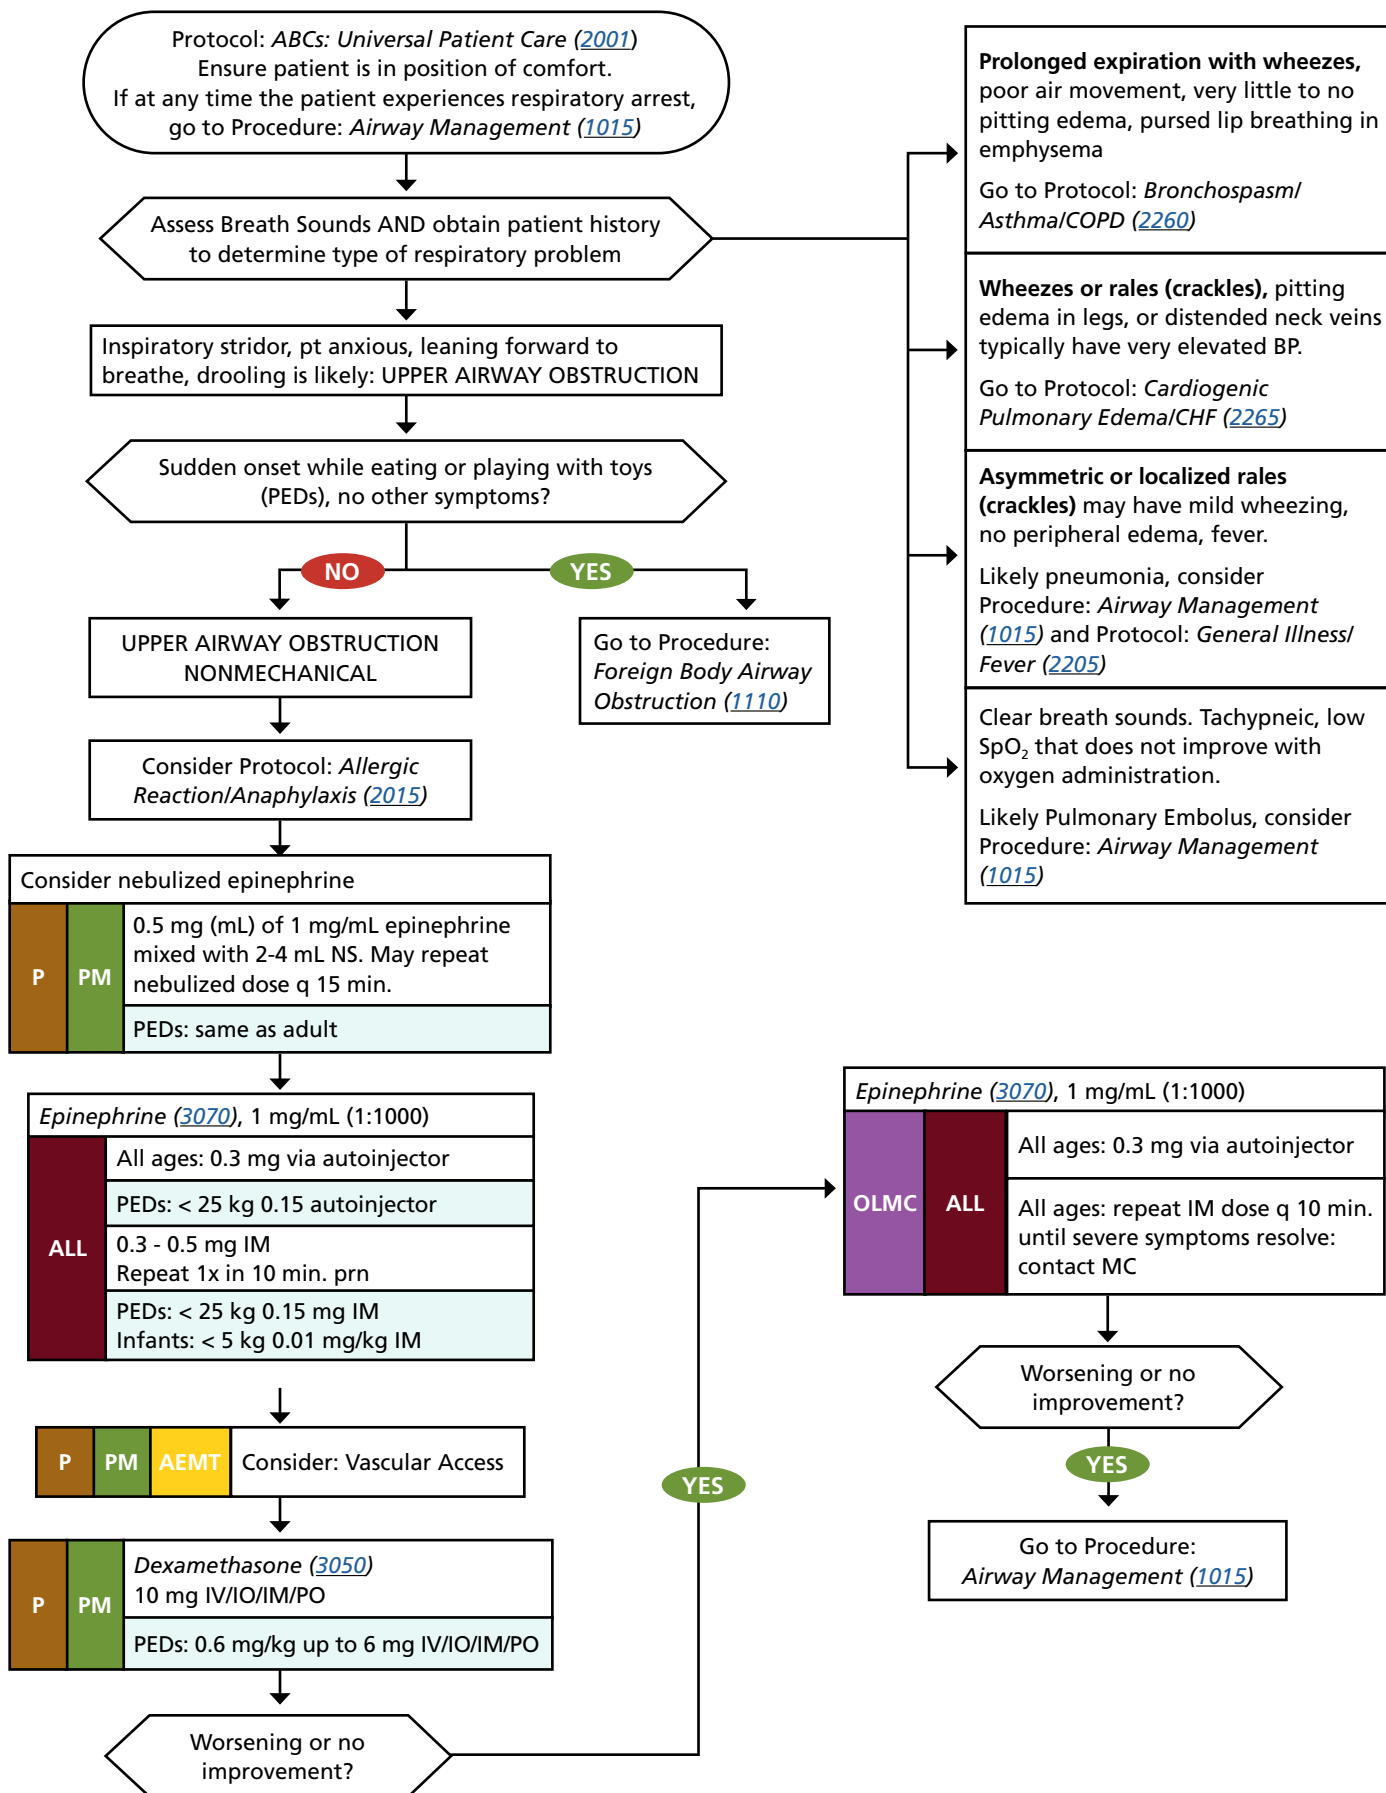 Protocol: ABCs: Universal Patient Care (2001)
Ensure patient is in position of comfort.
If at any time the patient experiences respiratory arrest,
go to Procedure: Airway Management (1015)
Assess Breath Sounds AND obtain patient history
to determine type of respiratory problem
Inspiratory stridor, pt anxious, leaning forward to
breathe, drooling is likely: UPPER AIRWAY OBSTRUCTION
Sudden onset while eating or playing with toys
(PEDs), no other symptoms?
NO
YES
UPPER AIRWAY OBSTRUCTION
NONMECHANICAL
Go to Procedure:
Foreign Body Airway
Obstruction (1110)
Consider Protocol: Allergic
Reaction/Anaphylaxis (2015)
Consider nebulized epinephrine
P
PM
0.5 mg (mL) of 1 mg/mL epinephrine
mixed with 2-4 mL NS. May repeat
nebulized dose q 15 min.
PEDs: same as adult
Epinephrine (3070), 1 mg/mL (1:1000)
ALL
All ages: 0.3 mg via autoinjector
PEDs: < 25 kg 0.15 autoinjector
0.3 - 0.5 mg IM
Repeat 1x in 10 min. prn
PEDs: < 25 kg 0.15 mg IM
Infants: < 5 kg 0.01 mg/kg IM
P
PM
AEMT
Consider: Vascular Access
P
PM
Dexamethasone (3050)
10 mg IV/IO/IM/PO
PEDs: 0.6 mg/kg up to 6 mg IV/IO/IM/PO
Worsening or no
improvement?
YES
Prolonged expiration with wheezes,
poor air movement, very little to no
pitting edema, pursed lip breathing in
emphysema
Go to Protocol: Bronchospasm/
Asthma/COPD (2260)
Wheezes or rales (crackles), pitting
edema in legs, or distended neck veins
typically have very elevated BP.
Go to Protocol: Cardiogenic
Pulmonary Edema/CHF (2265)
Asymmetric or localized rales
(crackles) may have mild wheezing,
no peripheral edema, fever.
Likely pneumonia, consider
Procedure: Airway Management
(1015) and Protocol: General Illness/
Fever (2205)
Clear breath sounds. Tachypneic, low
SpO₂ that does not improve with
oxygen administration.
Likely Pulmonary Embolus, consider
Procedure: Airway Management
(1015)
Epinephrine (3070), 1 mg/mL (1:1000)
OLMC
ALL
All ages: 0.3 mg via autoinjector
All ages: repeat IM dose q 10 min.
until severe symptoms resolve:
contact MC
Worsening or no
improvement?
YES
Go to Procedure:
Airway Management (1015)